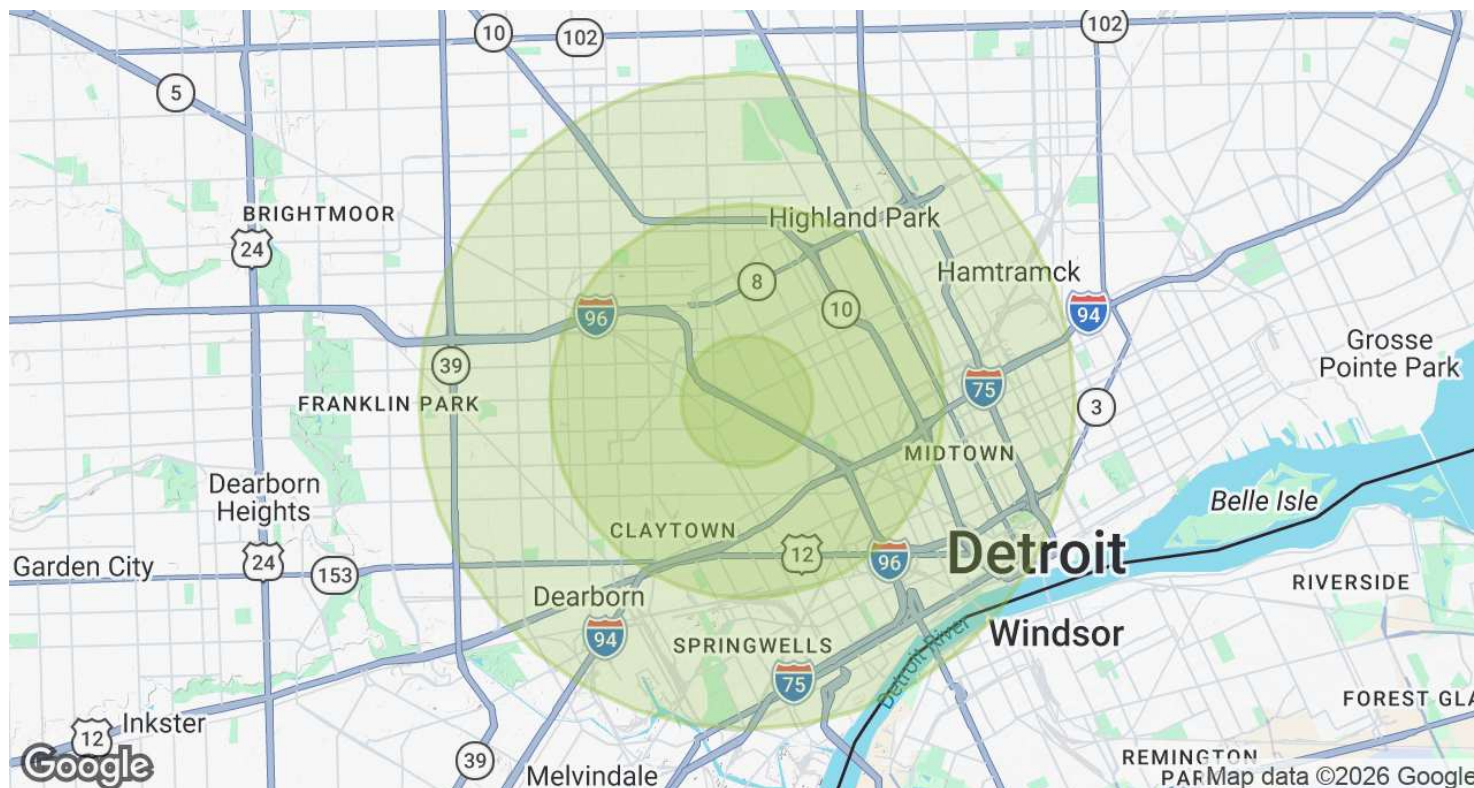 10
102
102
5
BRIGHTMOOR
24
Highland Park
8
Hamtramck
96
10
94
39
75
Grosse
Pointe Park
FRANKLIN PARK
3
MIDTOWN
Dearborn
Heights
Belle Isle
CLAYTOWN
24
153
12
96
Detroit
Garden City
RIVERSIDE
Dearborn
94
SPRINGWELLS
Windsor
75
Detroit River
FOREST GLA
12
Inkster
39
Melvindale
REMINGTON
PAR
Google
Map data ©2026 Google